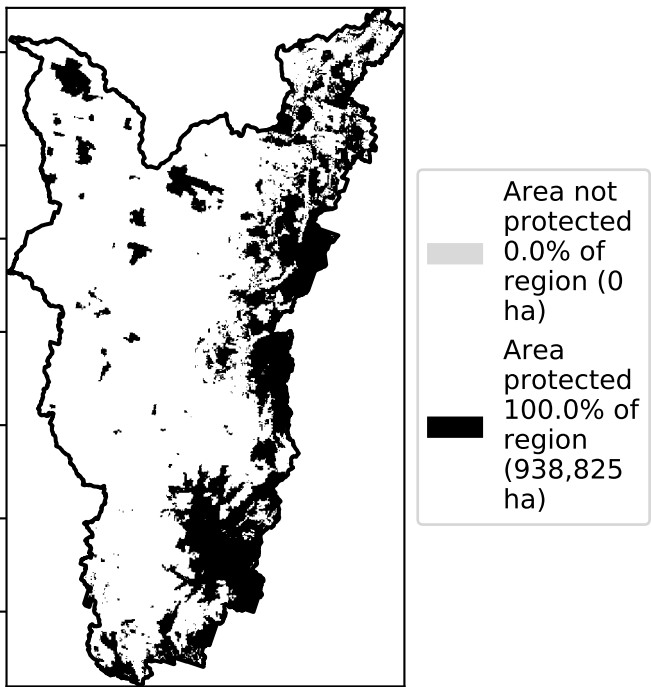 Area not
protected
0.0% of
region (0
ha)
Area
protected
100.0% of
region
(938,825
ha)